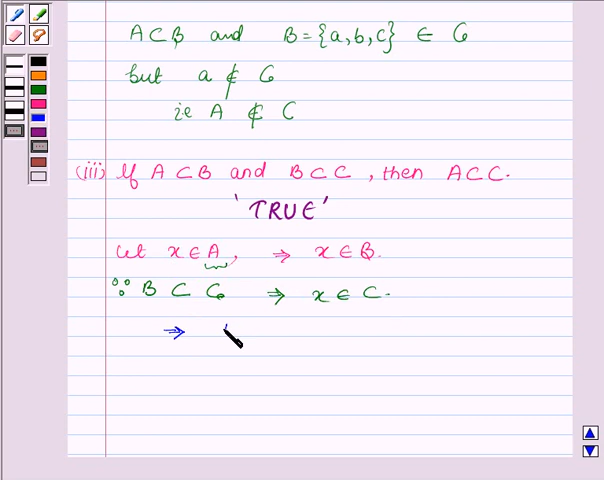 A ⊂ B and B = {a, b, c} ∈ C
but a ∉ C
ie A ⊄ C
(iii) If A ⊂ B and B ⊂ C, then A ⊂ C.
'TRUE'
Let x ∈ A, ⇒ x ∈ B.
∵ B ⊂ C ⇒ x ∈ C.
⇒